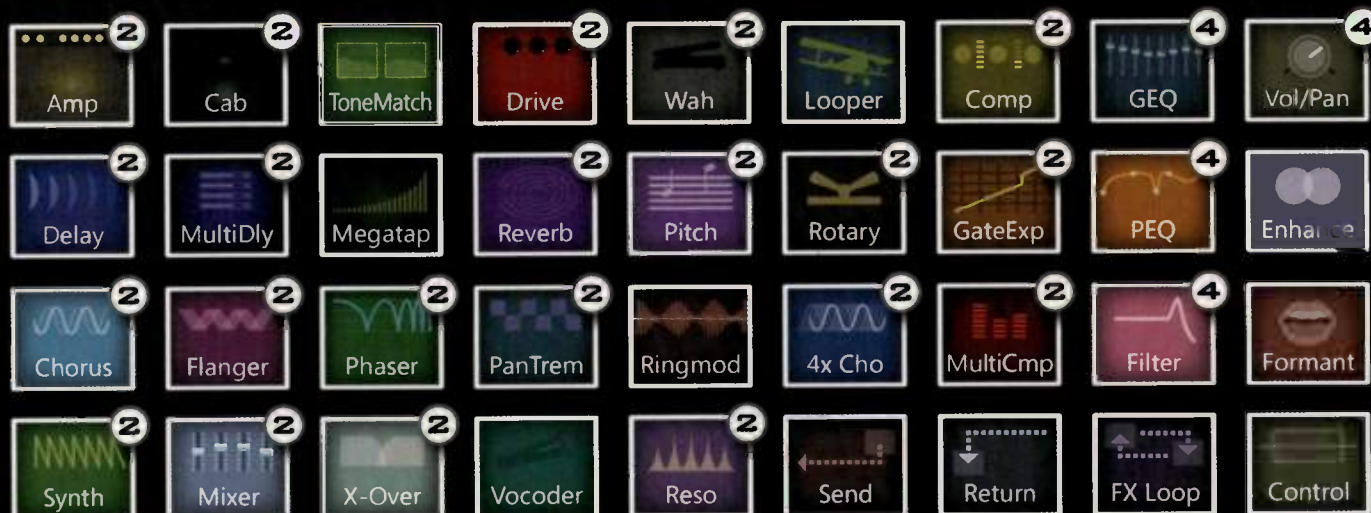 2 2 2 2 2 4 4
Amp Cab ToneMatch Drive Wah Looper Comp GEQ Vol/Pan
2 2 2 2 2 2 4
Delay MultiDly Megatap Reverb Pitch Rotary GateExp PEQ Enhance
2 2 2 2 2 2 4
Chorus Flanger Phaser PanTrem Ringmod 4x Cho MultiCmp Filter Formant
2 2 2 2
Synth Mixer X-Over Vocoder Reso Send Return FX Loop Control